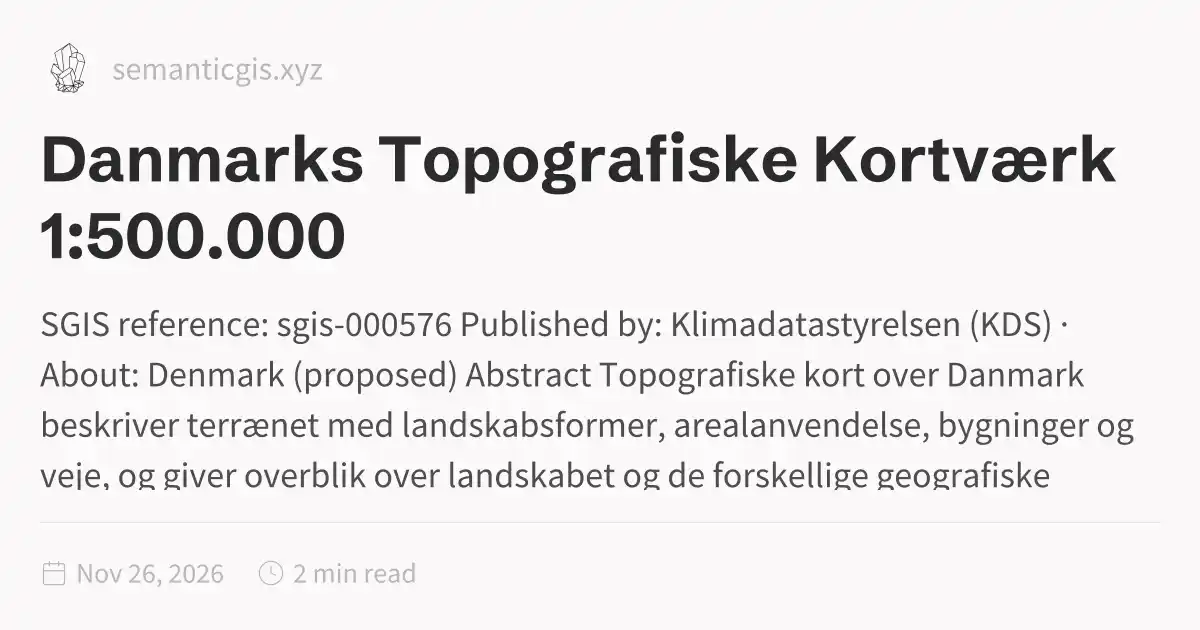 semanticgis.xyz
Danmarks Topografiske Kortværk
1:500.000
SGIS reference: sgis-000576 Published by: Klimadatastyrelsen (KDS) ·
About: Denmark (proposed) Abstract Topografiske kort over Danmark
beskriver terrænet med landskabsformer, arealanvendelse, bygninger og
veje, og giver overblik over landskabet og de forskellige geografiske
Nov 26, 2026
2 min read